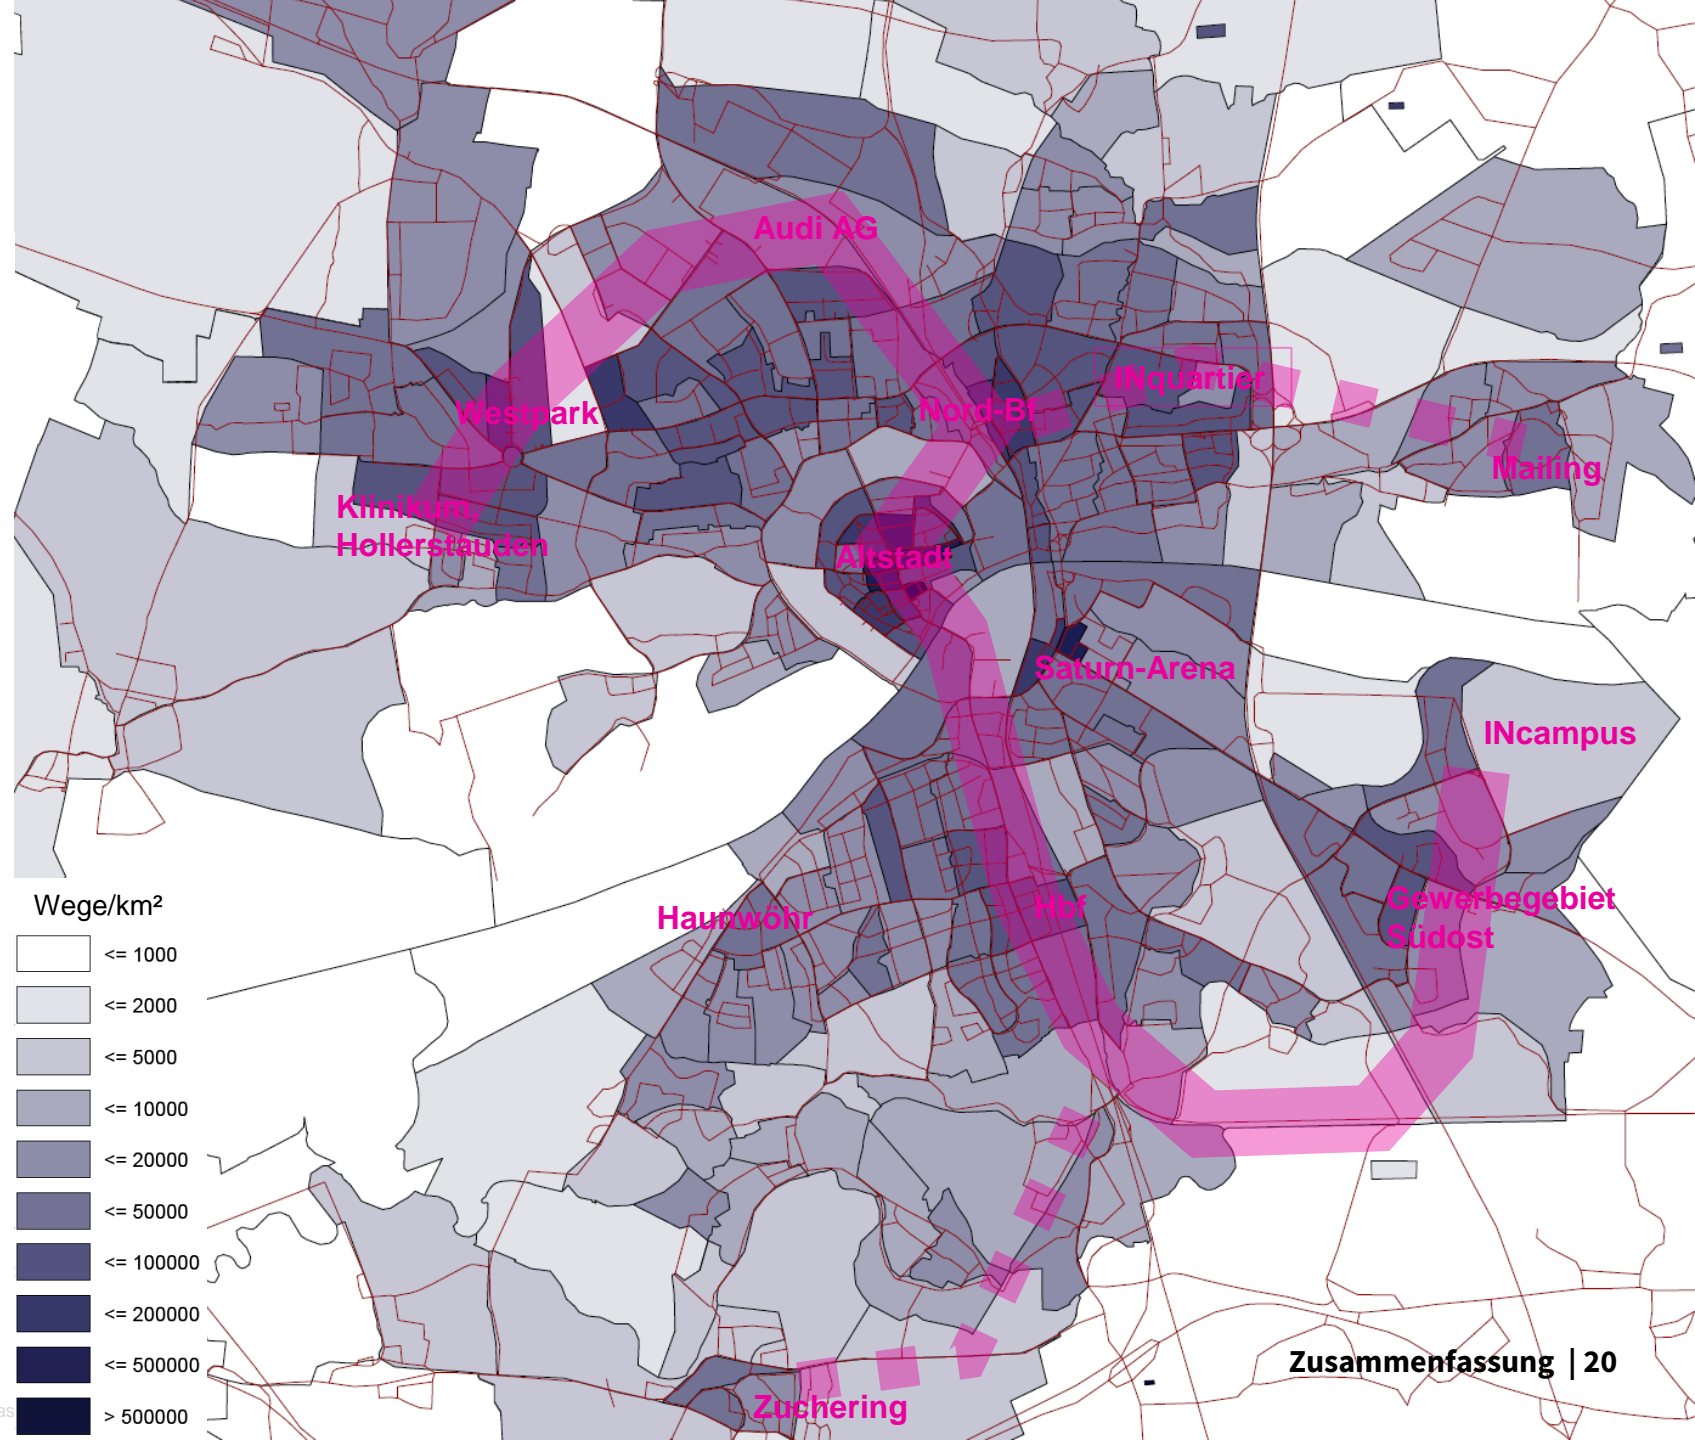 Audi AG
INquartier
Nord-Bf
Westpark
Mailing
Klinikum,
Hollerstauden
Altstadt
Saturn-Arena
INcampus
Gewerbegebiet
Südost
Hbf
Haunwöhr
Zuchering
Wege/km²
<= 1000
<= 2000
<= 5000
<= 10000
<= 20000
<= 50000
<= 100000
<= 200000
<= 500000
> 500000
Zusammenfassung | 20